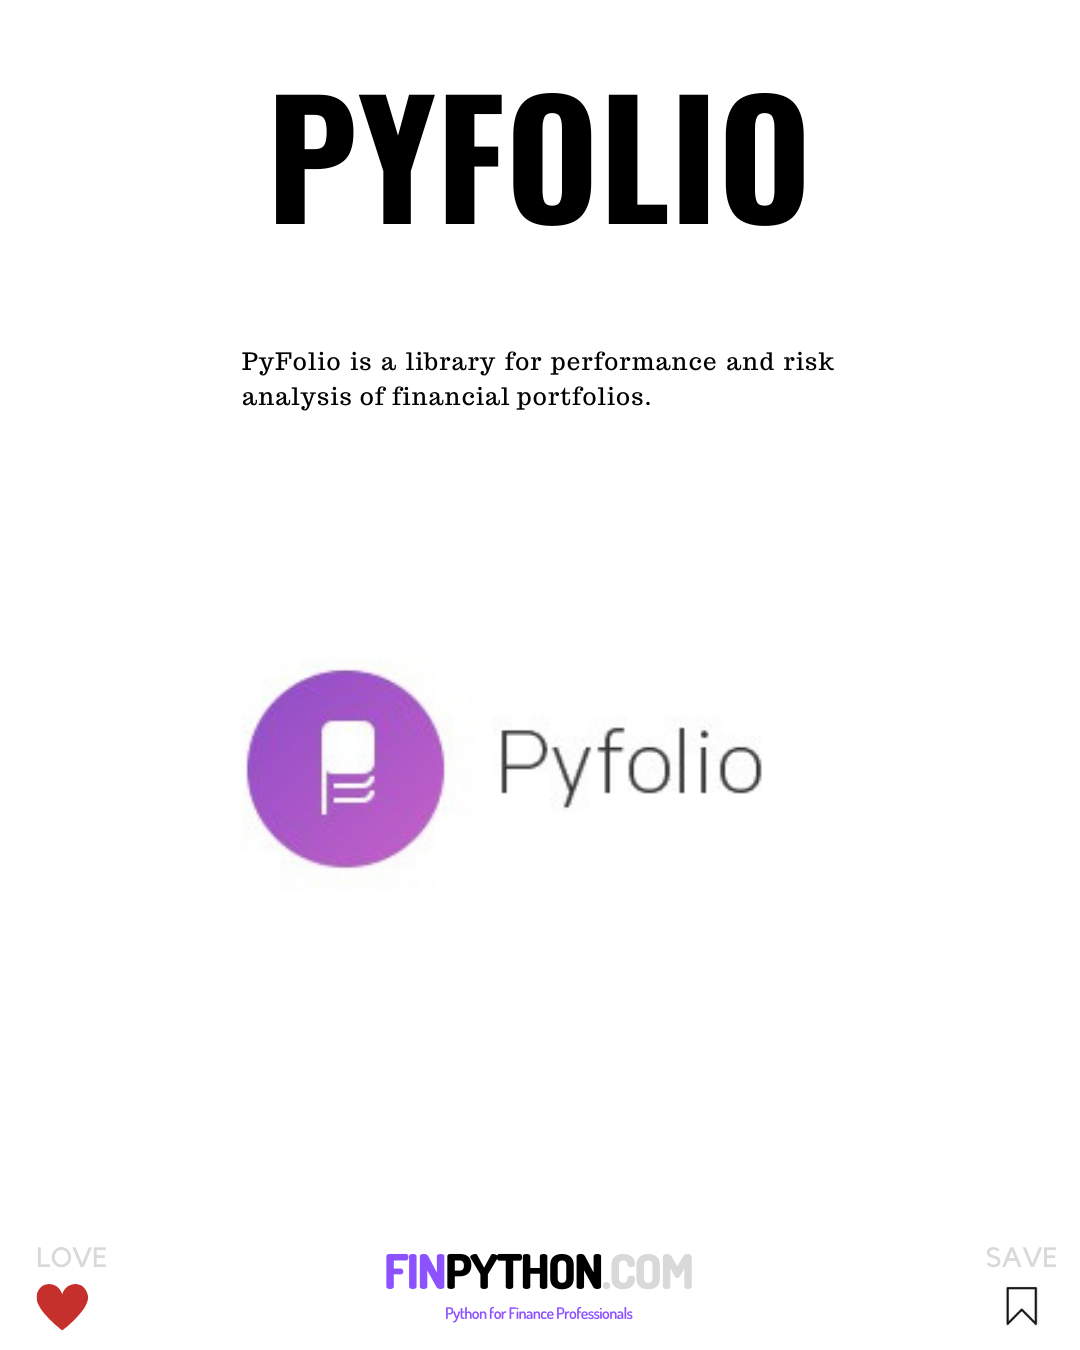 PYFOLIO
PyFolio is a library for performance and risk
analysis of financial portfolios.
Pyfolio
LOVE
FINPYTHON.COM
Python for Finance Professionals
SAVE